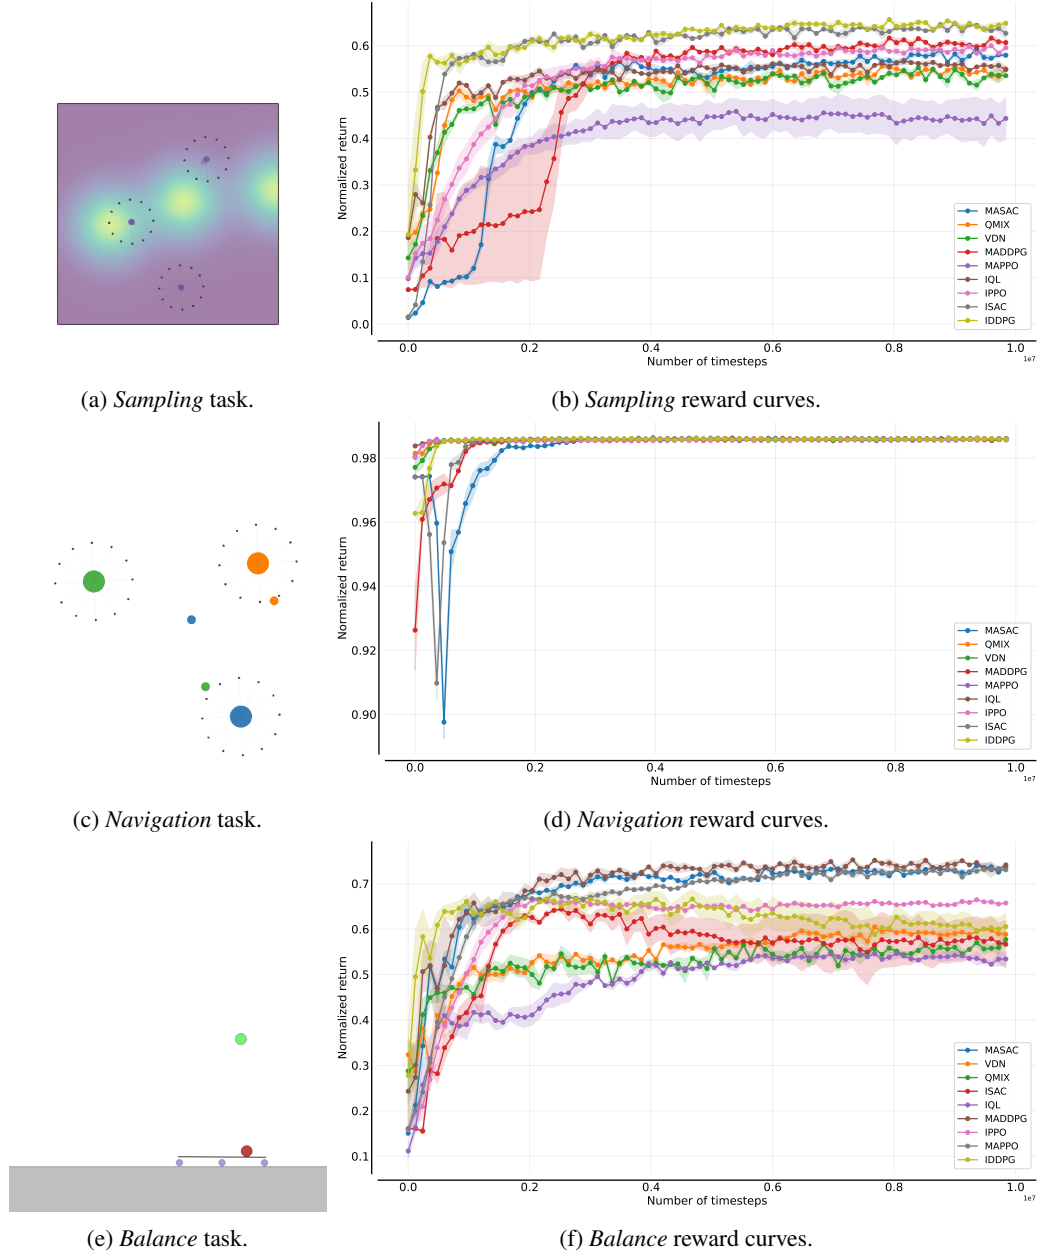 0.6
0.5
0.4
0.3
0.2
0.1
0.0
Normalized return
MASAC
QMIX
VDN
MADDPG
MAPPO
IQL
IPPO
ISAC
IDDPG
0.0 0.2 0.4 0.6 0.8 1.0
Number of timesteps
1e7
(a) Sampling task.
(b) Sampling reward curves.
0.98
0.96
0.94
0.92
0.90
Normalized return
MASAC
QMIX
VDN
MADDPG
MAPPO
IQL
IPPO
ISAC
IDDPG
0.0 0.2 0.4 0.6 0.8 1.0
Number of timesteps
1e7
(c) Navigation task.
(d) Navigation reward curves.
0.7
0.6
0.5
0.4
0.3
0.2
0.1
Normalized return
MASAC
VDN
QMIX
ISAC
IQL
MADDPG
IPPO
MAPPO
IDDPG
0.0 0.2 0.4 0.6 0.8 1.0
Number of timesteps
1e7
(e) Balance task.
(f) Balance reward curves.